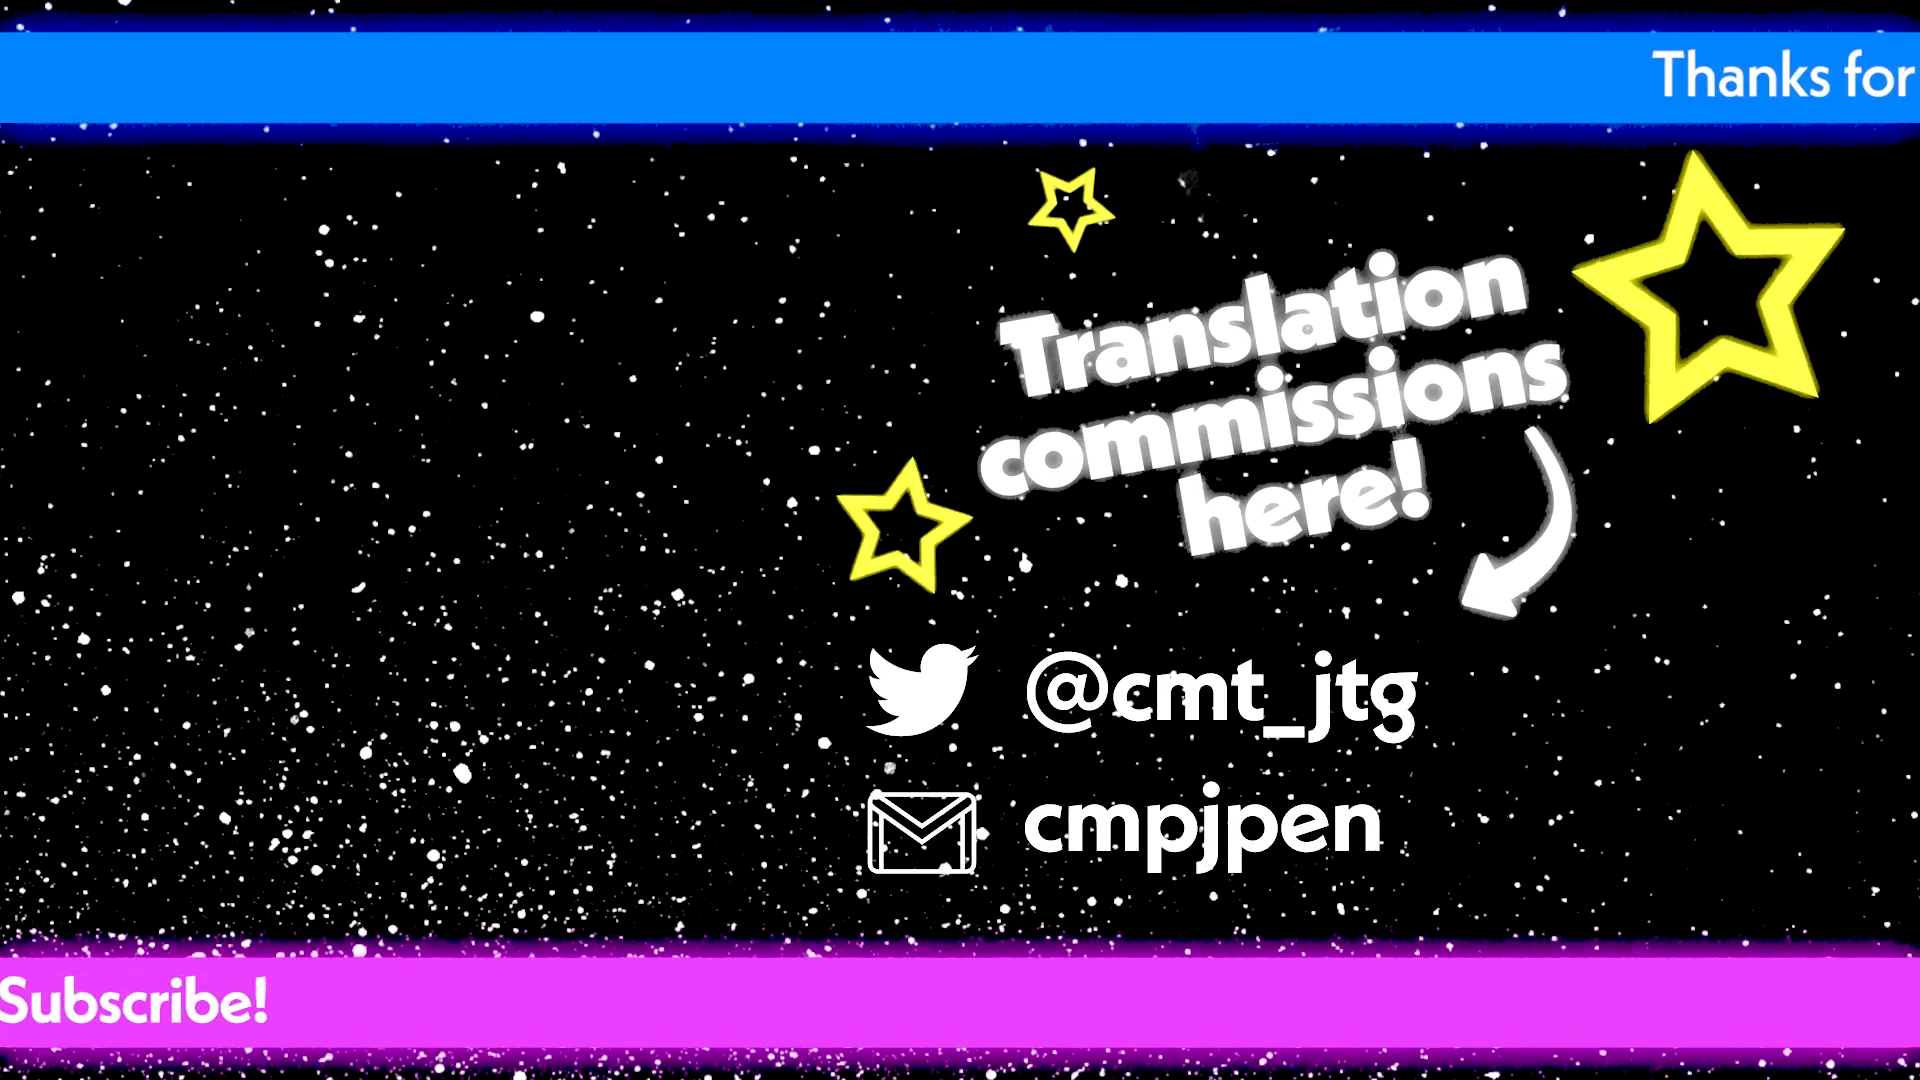 Thanks for
Translation
commissions
here!
@cmt_jtg
cmpjpen
Subscribe!